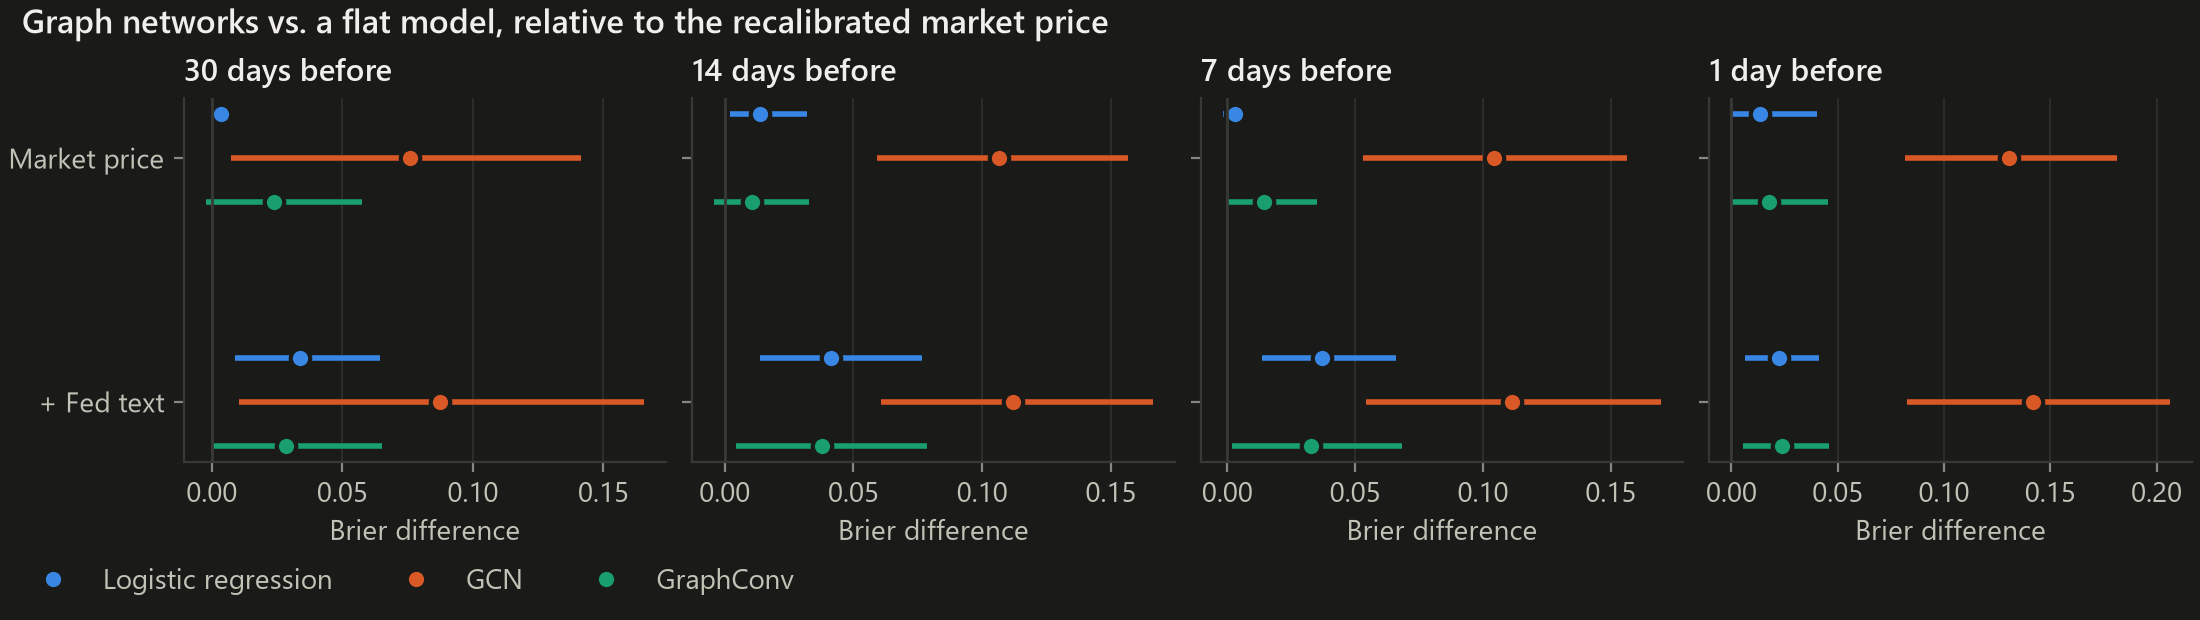 Graph networks vs. a flat model, relative to the recalibrated market price
30 days before
14 days before
7 days before
1 day before
Market price
+ Fed text
0.00 0.05 0.10 0.15
0.00 0.05 0.10 0.15
0.00 0.05 0.10 0.15
0.00 0.05 0.10 0.15 0.20
Brier difference
Brier difference
Brier difference
Brier difference
Logistic regression
GCN
GraphConv